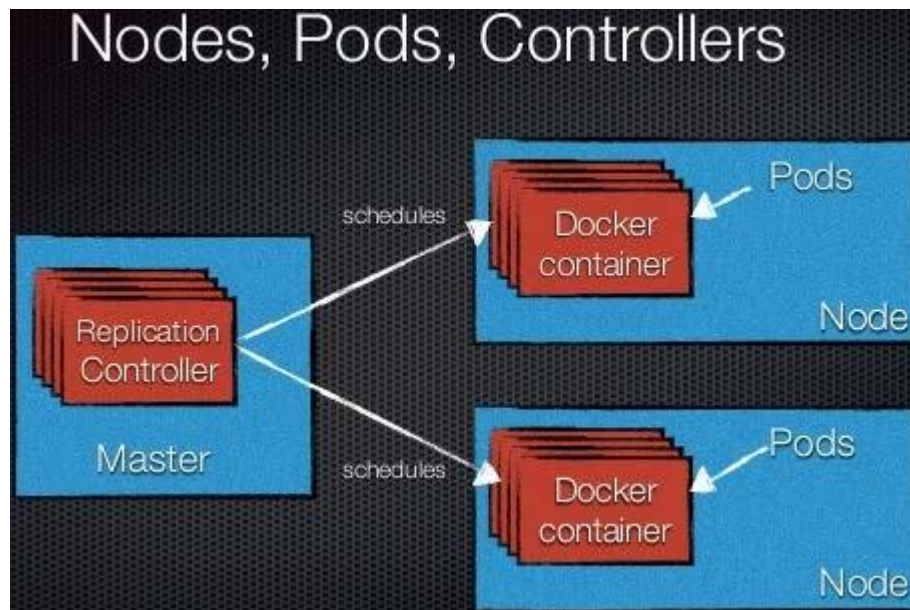 Nodes, Pods, Controllers
schedules
Pods
Docker
container
Node
Replication
Controller
Master
schedules
Pods
Docker
container
Node